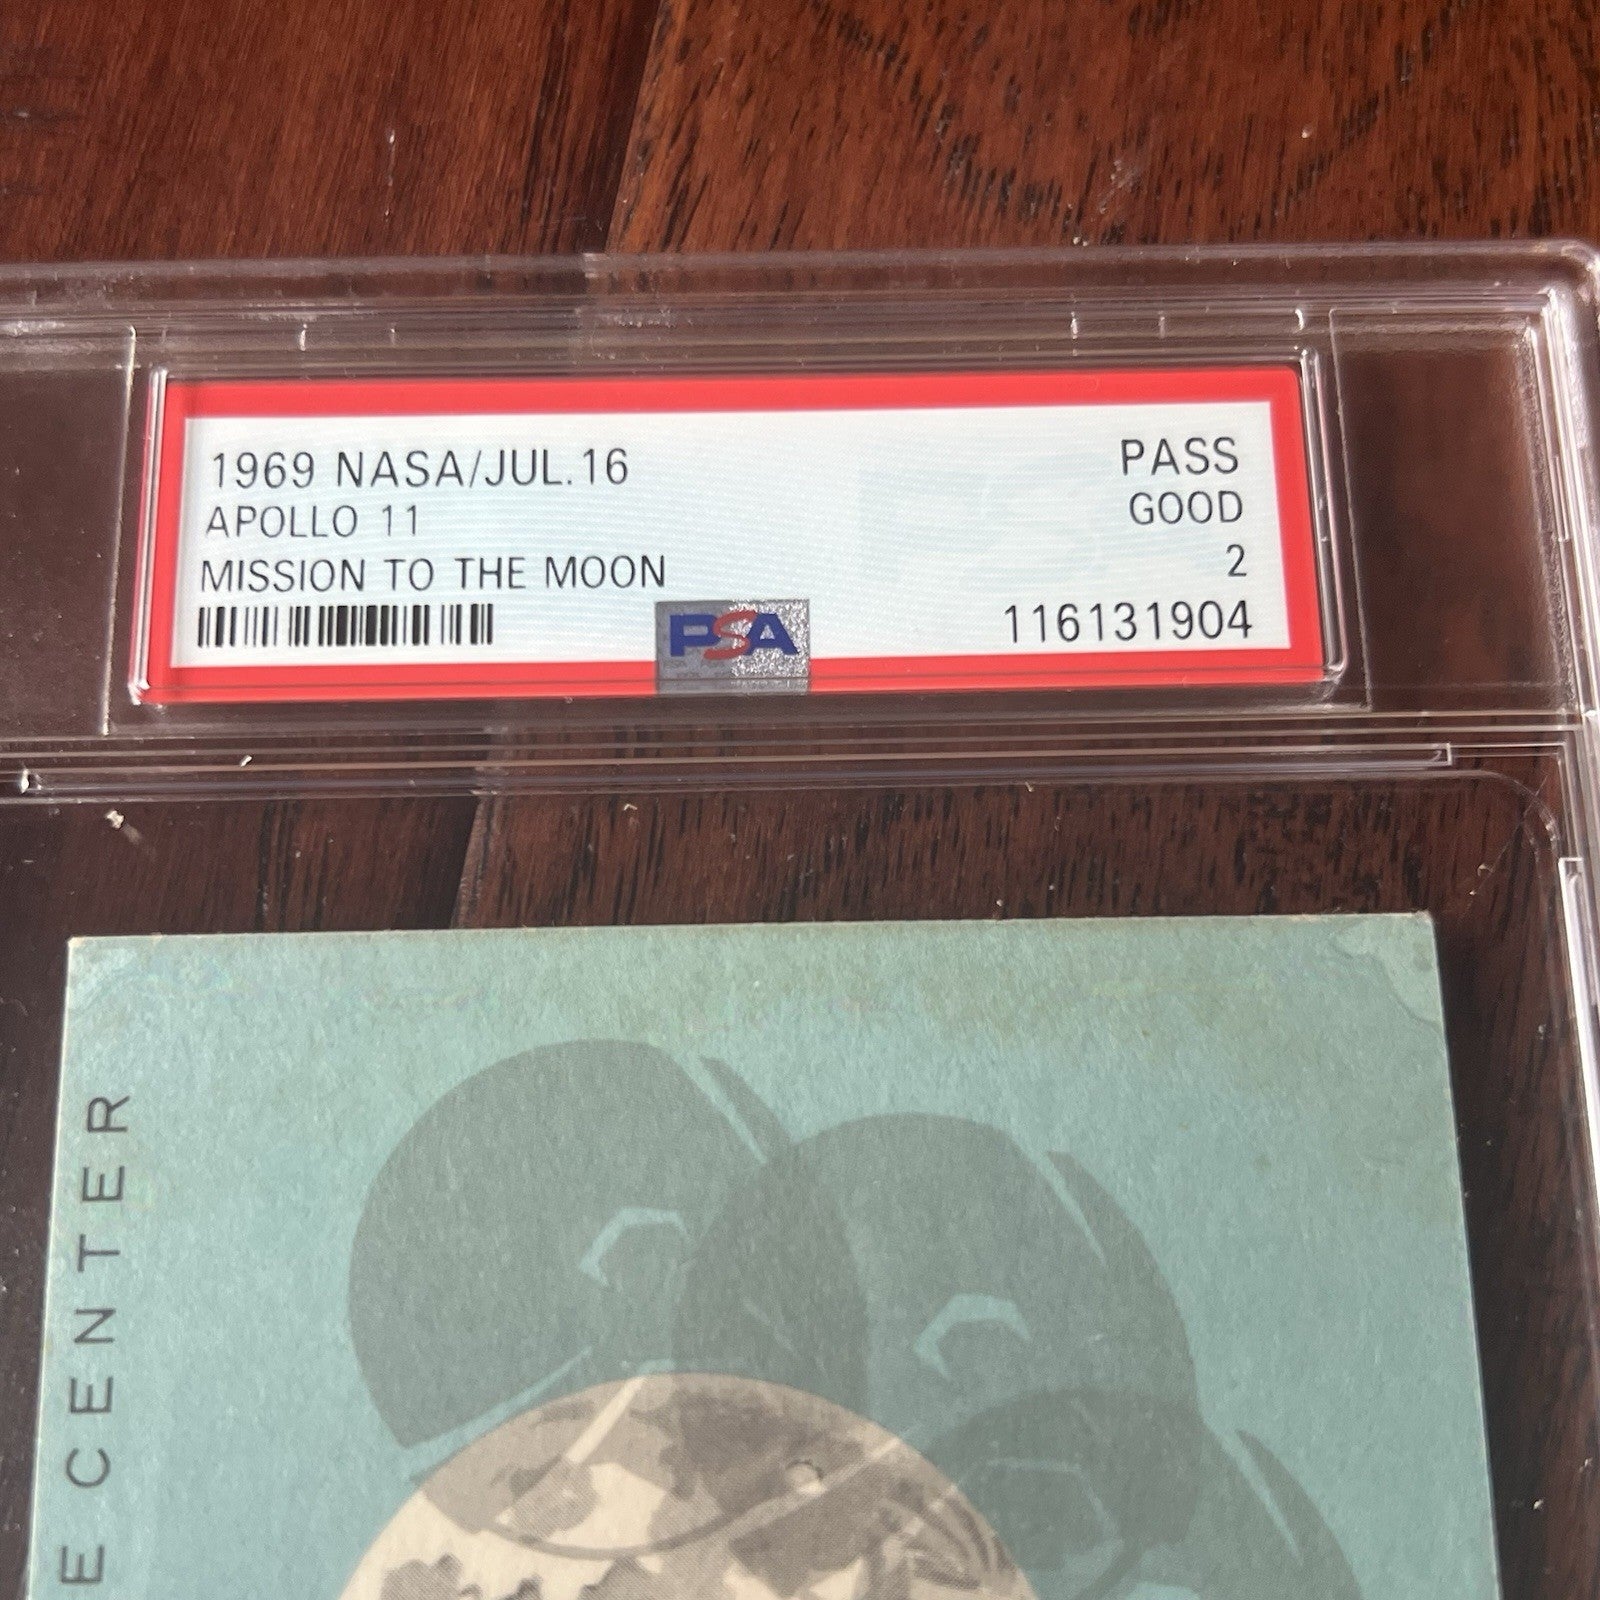 1969 NASA/JUL.16 PASS
APOLLO 11 GOOD
MISSION TO THE MOON 2
116131904
PSA
E CENTER